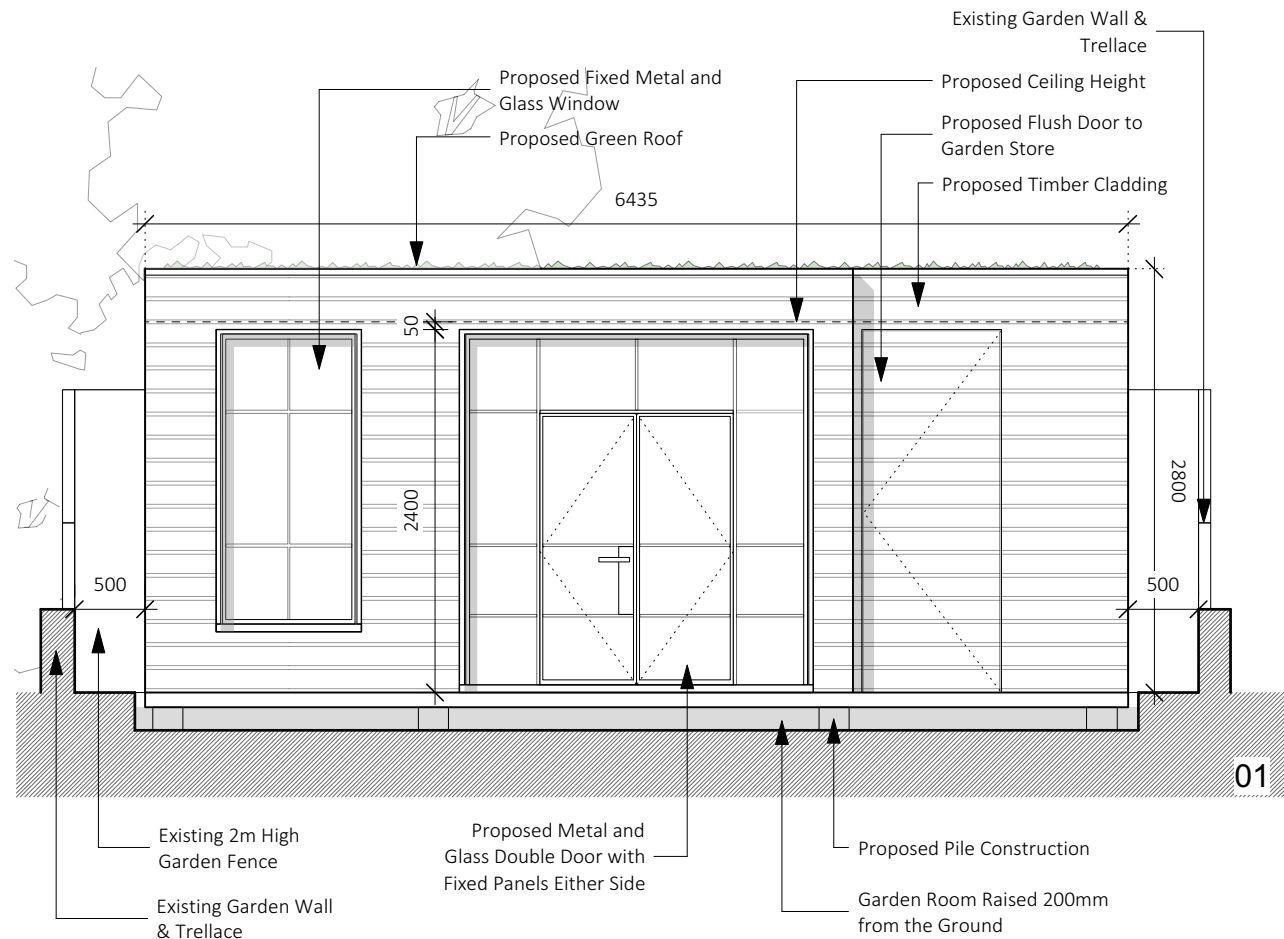 Existing Garden Wall &
Trellace
Proposed Fixed Metal and
Glass Window
Proposed Ceiling Height
Proposed Green Roof
Proposed Flush Door to
Garden Store
Proposed Timber Cladding
6435
50
2400
2800
500
500
01
Existing 2m High
Garden Fence
Existing Garden Wall
& Trellace
Proposed Metal and
Glass Double Door with
Fixed Panels Either Side
Proposed Pile Construction
Garden Room Raised 200mm
from the Ground